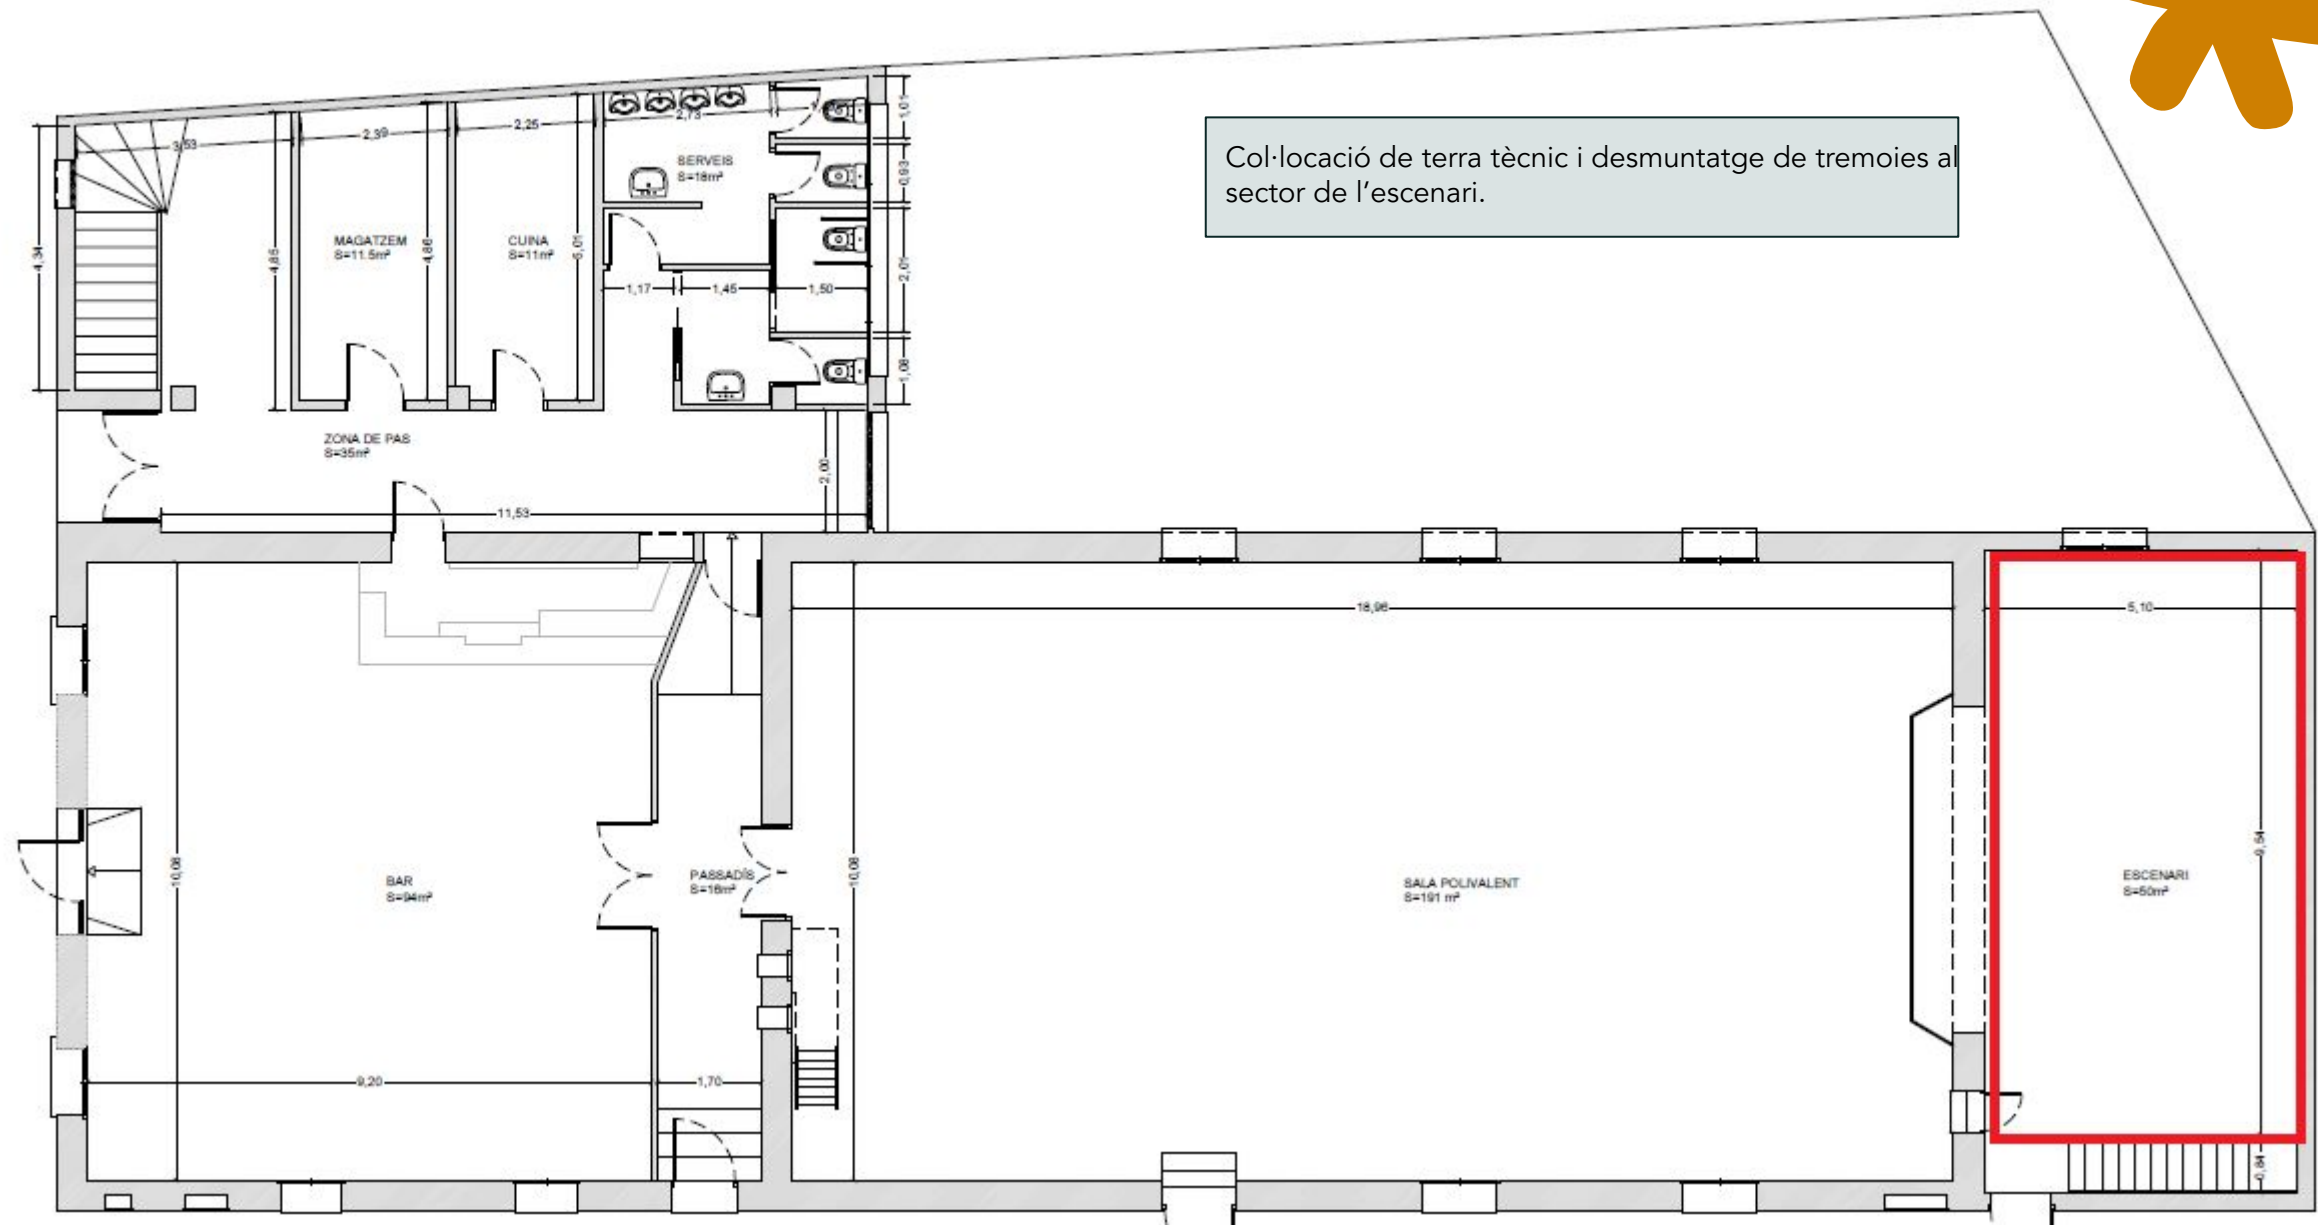 Col·locació de terra tècnic i desmuntatge de tremoies al
sector de l'escenari.
3,53
2,39
2,25
2,73
1,01
0,93
2,01
1,08
SERVEIS
S=18m²
MAGATZEM
S=11.5m²
CUINA
S=11m²
4,34
4,85
4,86
5,01
1,17
1,45
1,50
ZONA DE PAS
S=35m²
2,00
11,53
18,96
5,10
10,08
10,08
9,54
BAR
S=94m²
PASSADÍS
S=16m²
SALA POLIVALENT
S=191 m²
ESCENARI
S=50m²
9,20
1,70
0,84